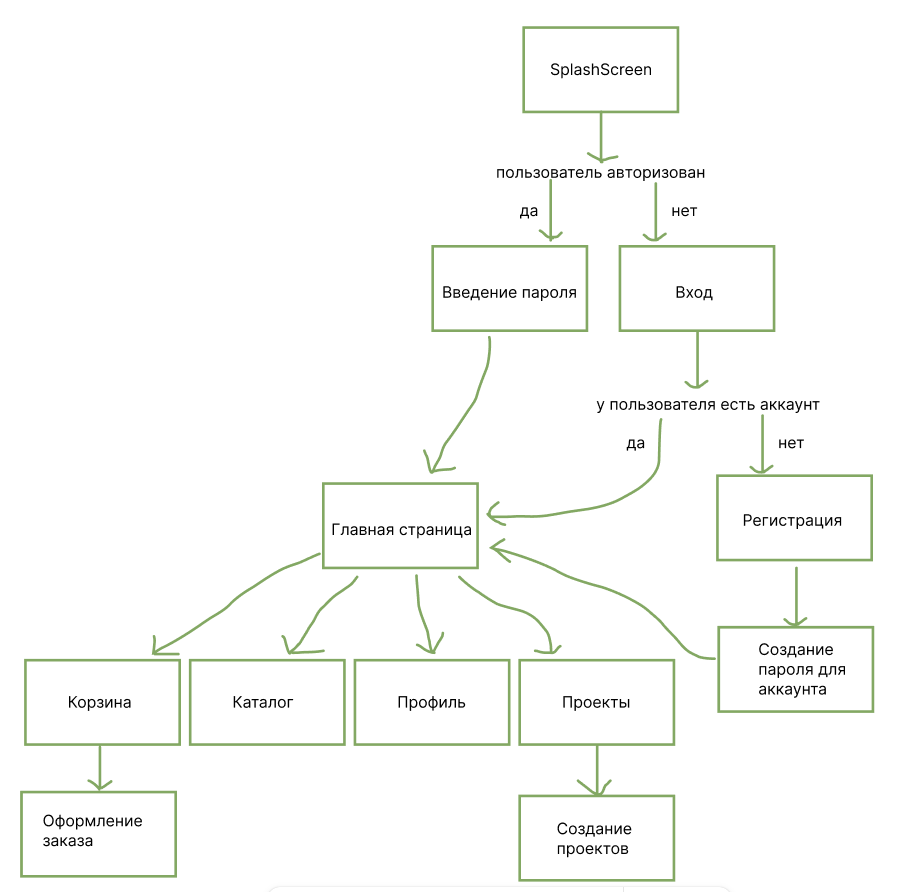 SplashScreen
пользователь авторизован
да
нет
Введение пароля
Вход
у пользователя есть аккаунт
да
нет
Регистрация
Главная страница
Создание
пароля для
аккаунта
Корзина
Каталог
Профиль
Проекты
Оформление
заказа
Создание
проектов